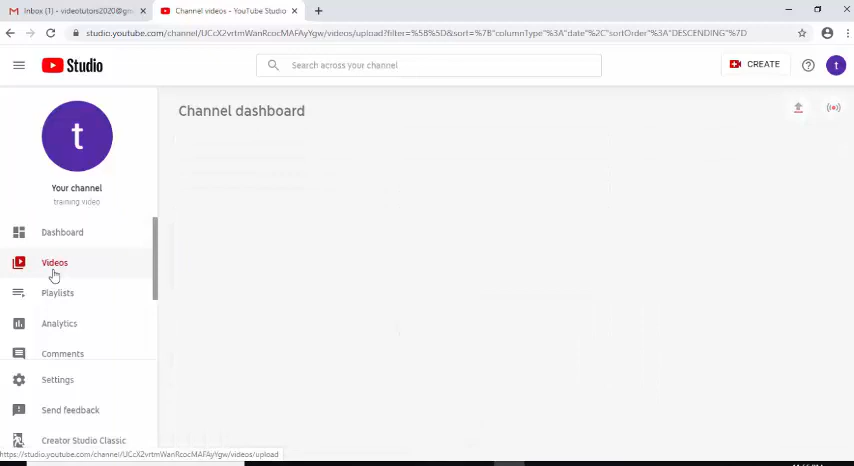 Inbox (1) - videotutors2020@gm
Channel videos - YouTube Studio
studio.youtube.com/channel/UCcX2vrtmWanRcocMAFAyYgw/videos/upload?filter=%5B%5D&sort=%7B"columnType"%3A"date"%2C"sortOrder"%3A"DESCENDING"%7D
Studio
Search across your channel
CREATE
t
Channel dashboard
t
Your channel
training video
Dashboard
Videos
Playlists
Analytics
Comments
Settings
Send feedback
Creator Studio Classic
https://studio.youtube.com/channel/UCcX2vrtmWanRcocMAFAyYgw/videos/upload